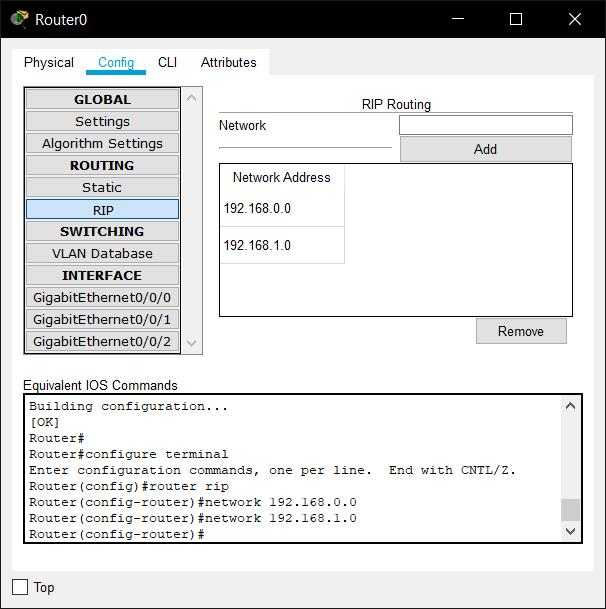 Router0
Physical Config CLI Attributes
GLOBAL
Settings
Algorithm Settings
ROUTING
Static
RIP
SWITCHING
VLAN Database
INTERFACE
GigabitEthernet0/0/0
GigabitEthernet0/0/1
GigabitEthernet0/0/2
RIP Routing
Network
Add
Network Address
192.168.0.0
192.168.1.0
Remove
Equivalent IOS Commands
Building configuration...
[OK]
Router#
Router#configure terminal
Enter configuration commands, one per line.  End with CNTL/Z.
Router(config)#router rip
Router(config-router)#network 192.168.0.0
Router(config-router)#network 192.168.1.0
Router(config-router)#
Top